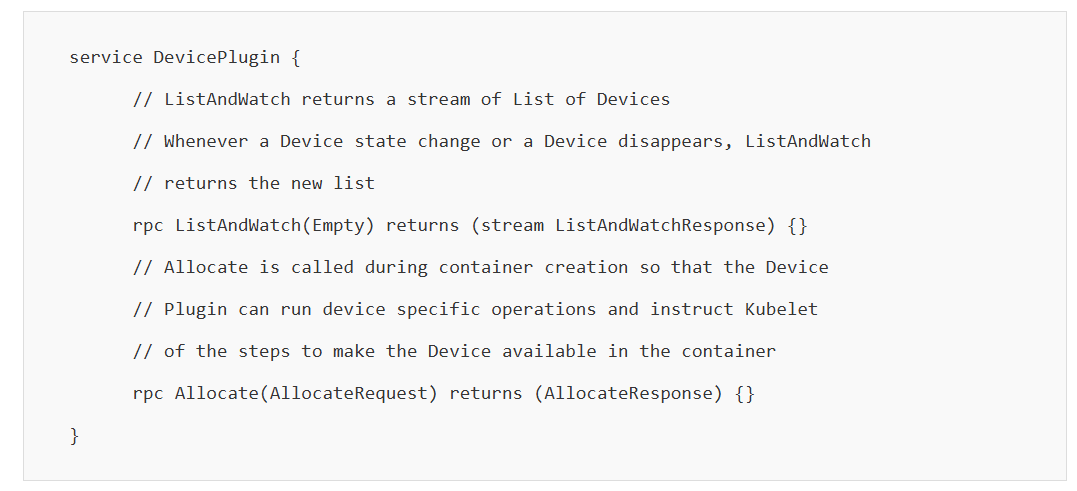 service DevicePlugin {
// ListAndWatch returns a stream of List of Devices
// Whenever a Device state change or a Device disappears, ListAndWatch
// returns the new list
rpc ListAndWatch(Empty) returns (stream ListAndWatchResponse) {}
// Allocate is called during container creation so that the Device
// Plugin can run device specific operations and instruct Kubelet
// of the steps to make the Device available in the container
rpc Allocate(AllocateRequest) returns (AllocateResponse) {}
}